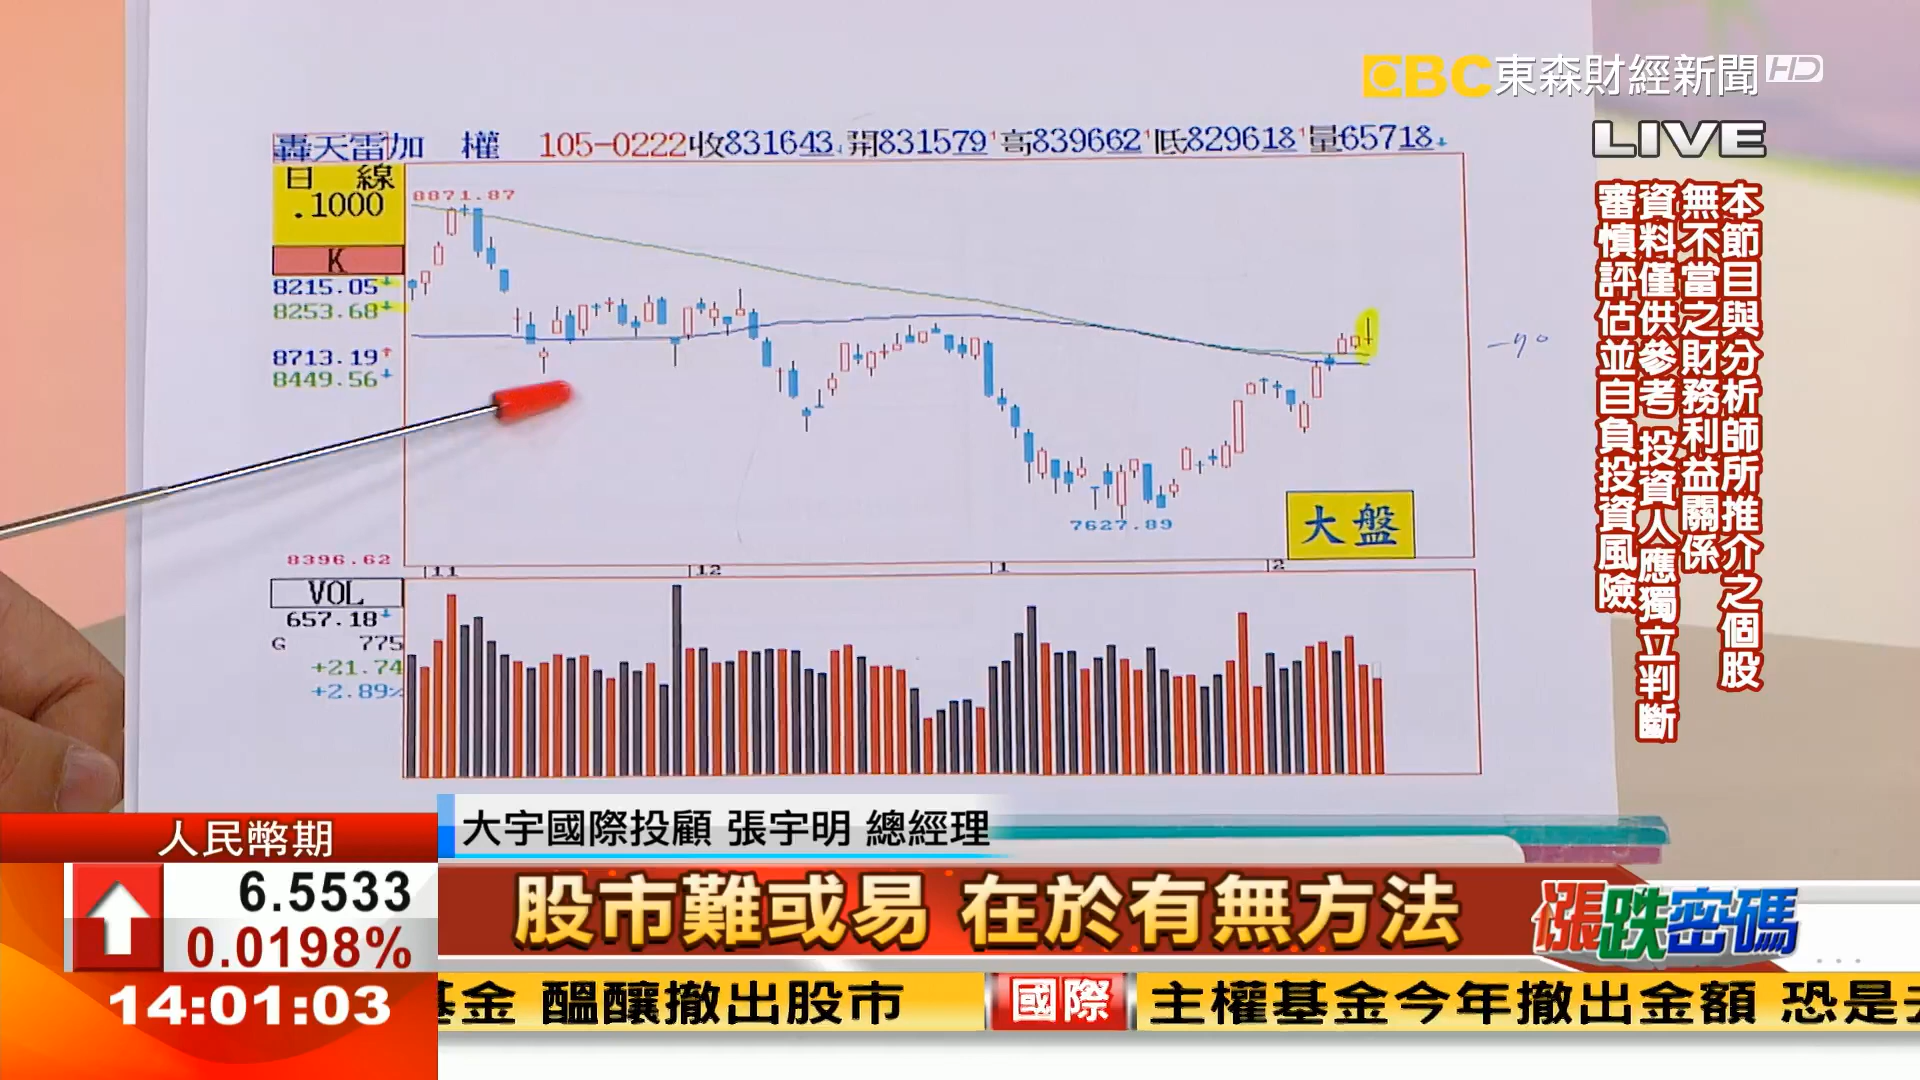 EBC 東森財經新聞 HD
LIVE
本節目與分析師所推介之個股
無不當之財務利益關係
資料僅供參考 投資人應獨立判斷
審慎評估並自負投資風險
轟天雷加 權 105-0222收831643 開831579 高839662 低829618 量65718
日 線
.1000
8871.87
K
8215.05
8253.68
8713.19
8449.56
7627.89
大盤
8396.62
11 12 1 2
VOL
657.18
G 775
+21.74
+2.89%
大宇國際投顧 張宇明 總經理
人民幣期
6.5533
0.0198%
14:01:03
股市難或易 在於有無方法
漲跌密碼
基金 醞釀撤出股市
國際
主權基金今年撤出金額 恐是去